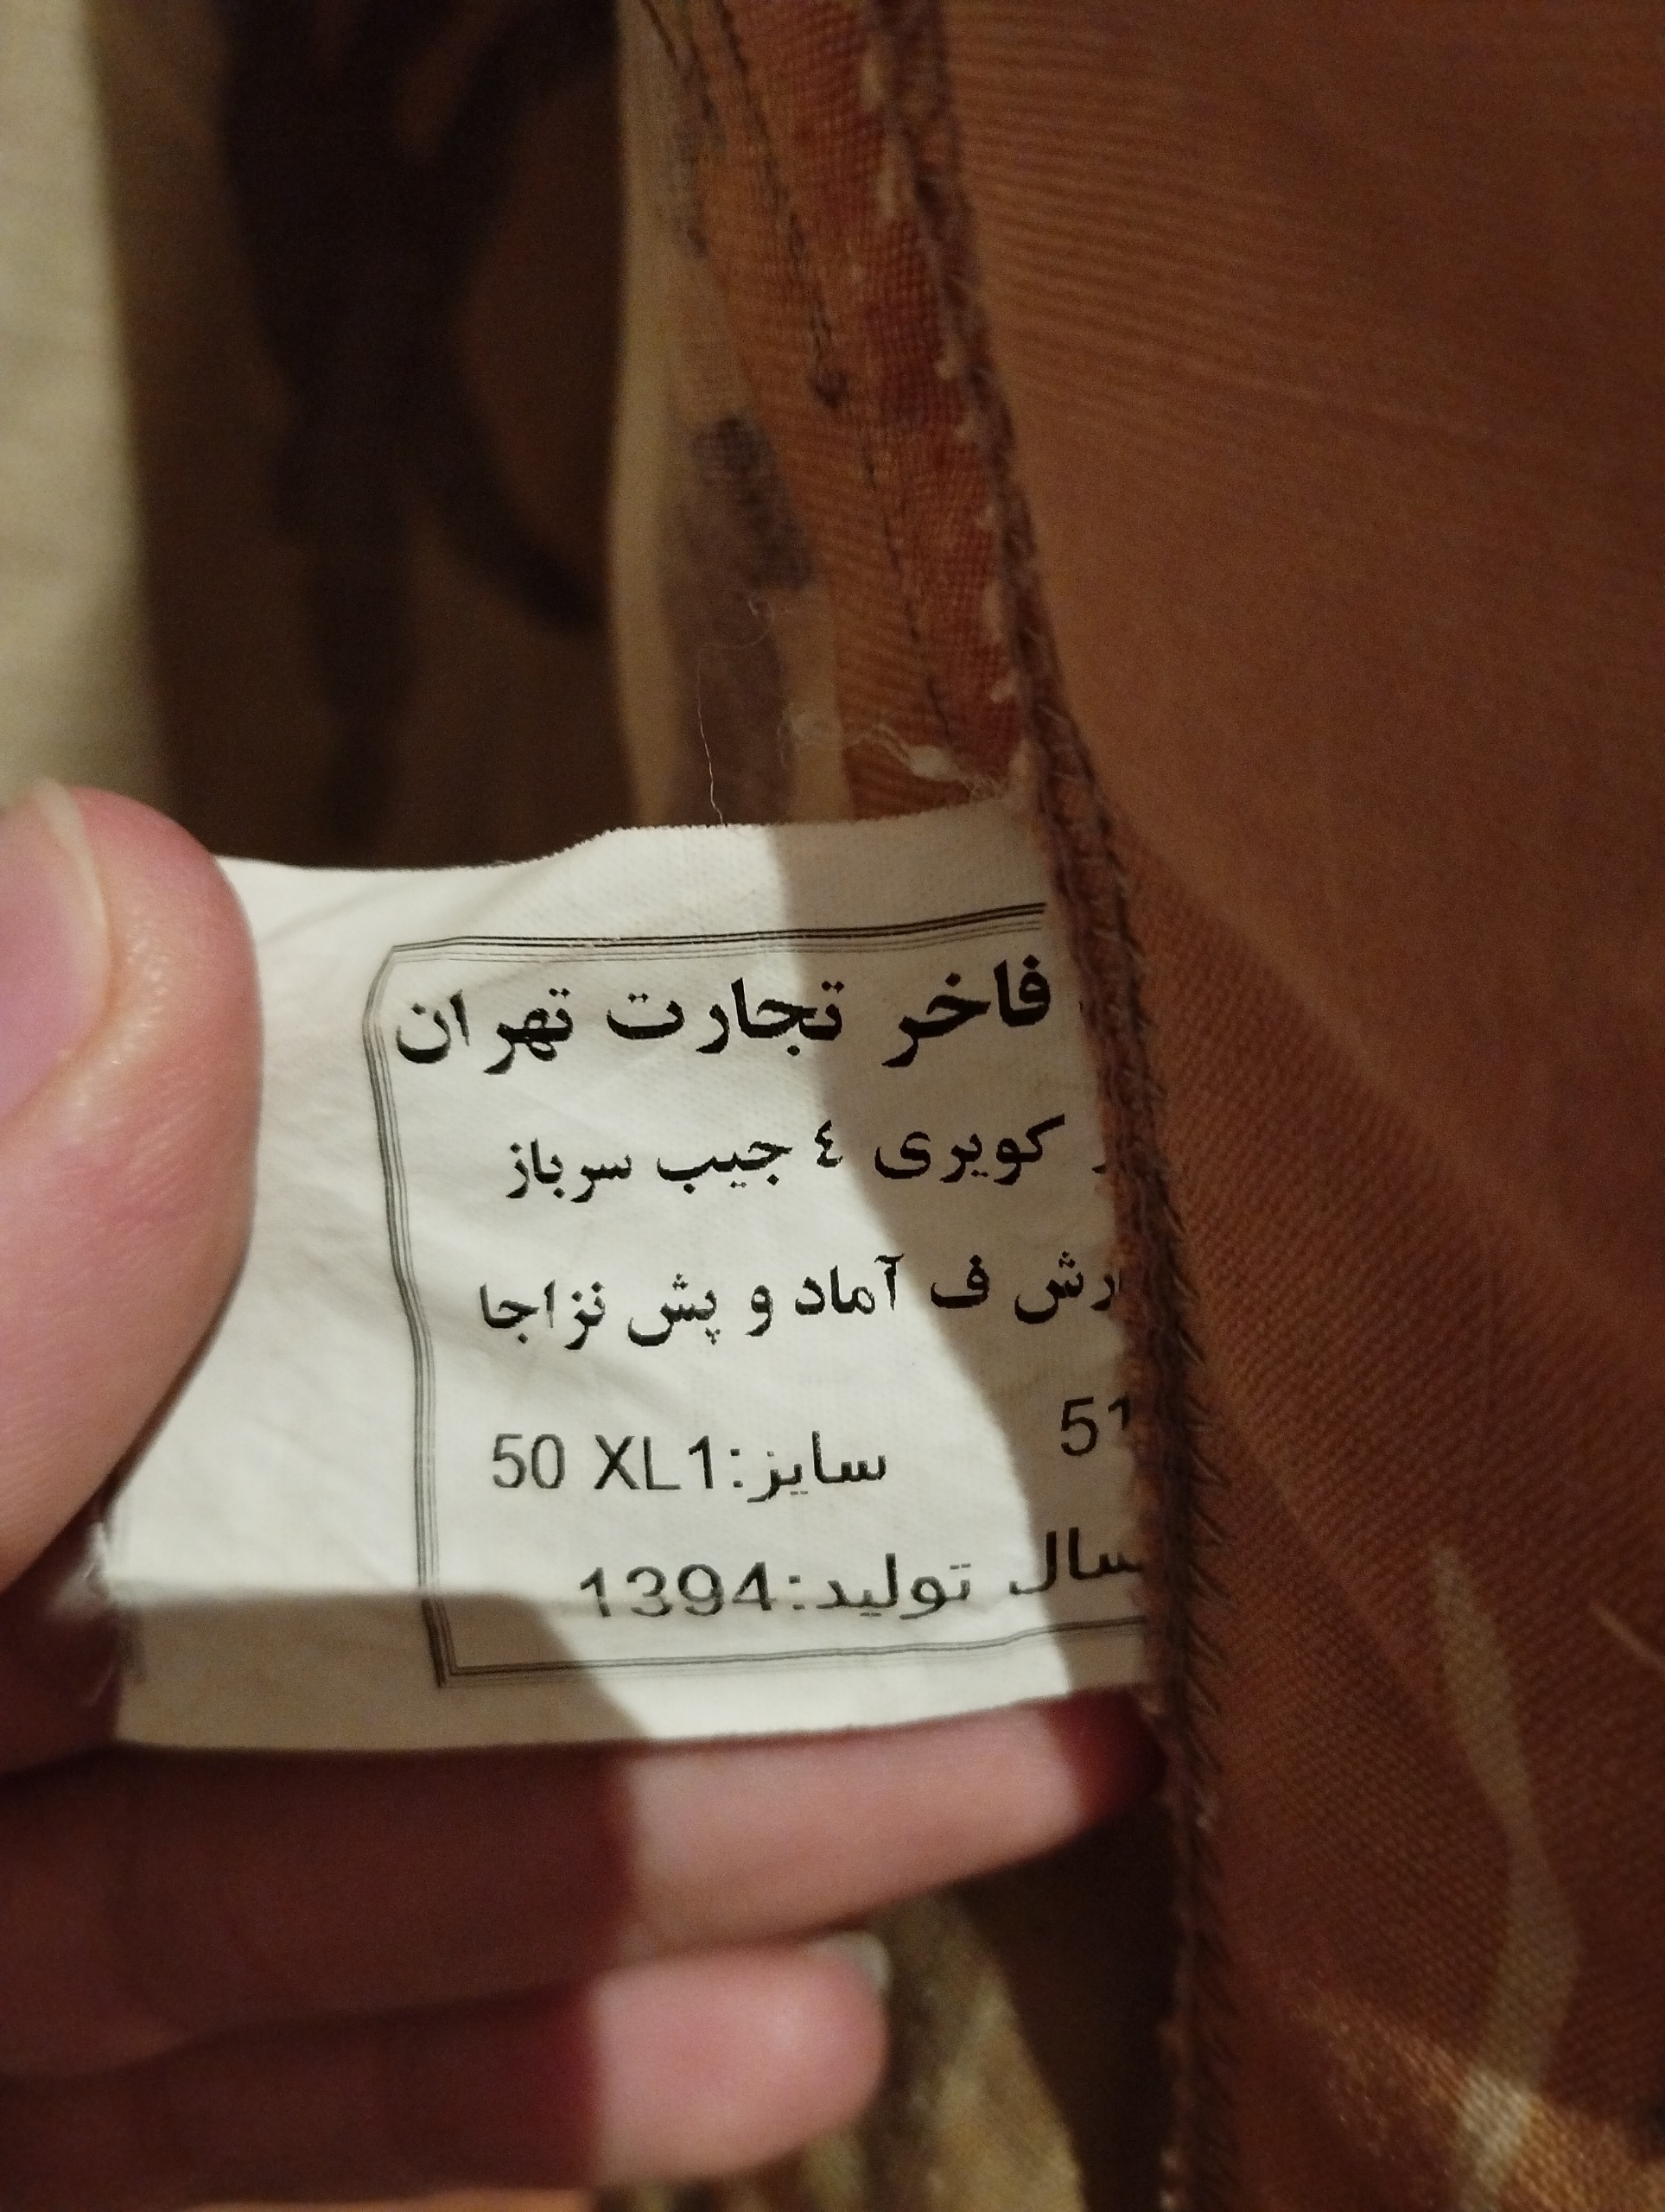 فاخر تجارت تهران
کویری ٤ جیب سرباز
ف آماد و پش نزاجا
51 سایز:50 XL1
سال تولید:1394